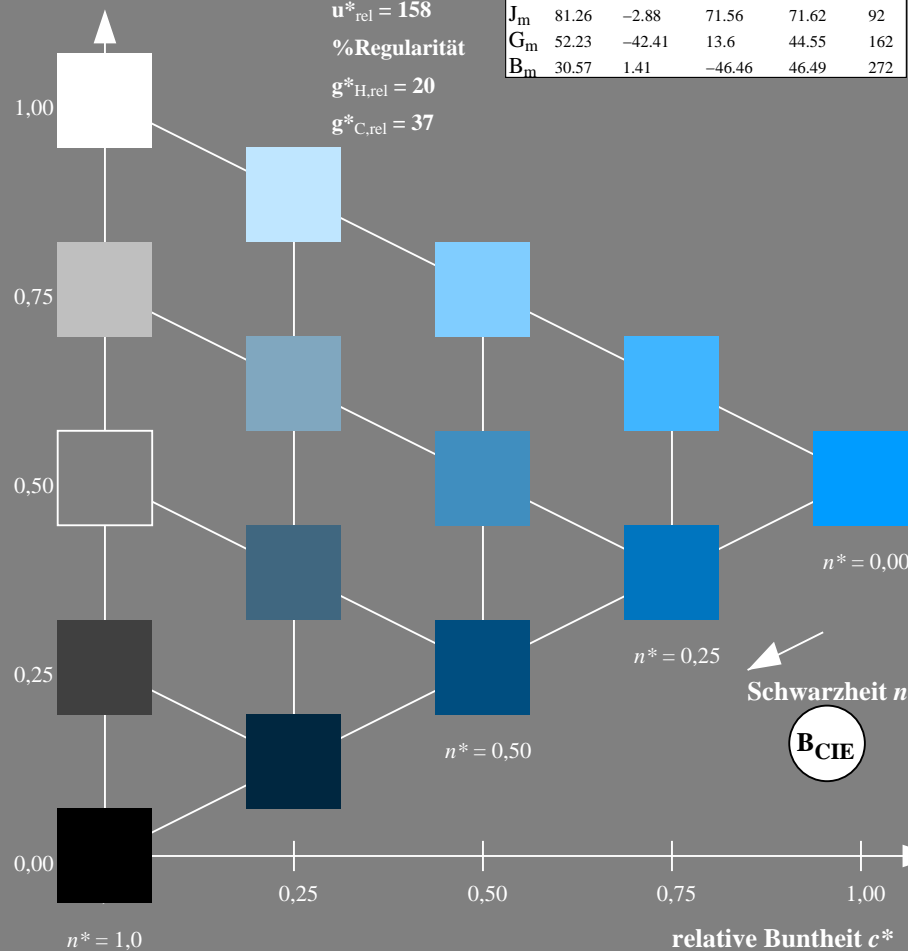 u*rel = 158
%Regularität
g*H,rel = 20
g*C,rel = 37
Jm 81.26 −2.88 71.56 71.62 92
Gm 52.23 −42.41 13.6 44.55 162
Bm 30.57 1.41 −46.46 46.49 272
1,00
0,75
0,50
n* = 0,00
0,25
n* = 0,25
Schwarzheit n
BCIE
n* = 0,50
0,00
0,25 0,50 0,75 1,00
n* = 1,0
relative Buntheit c*